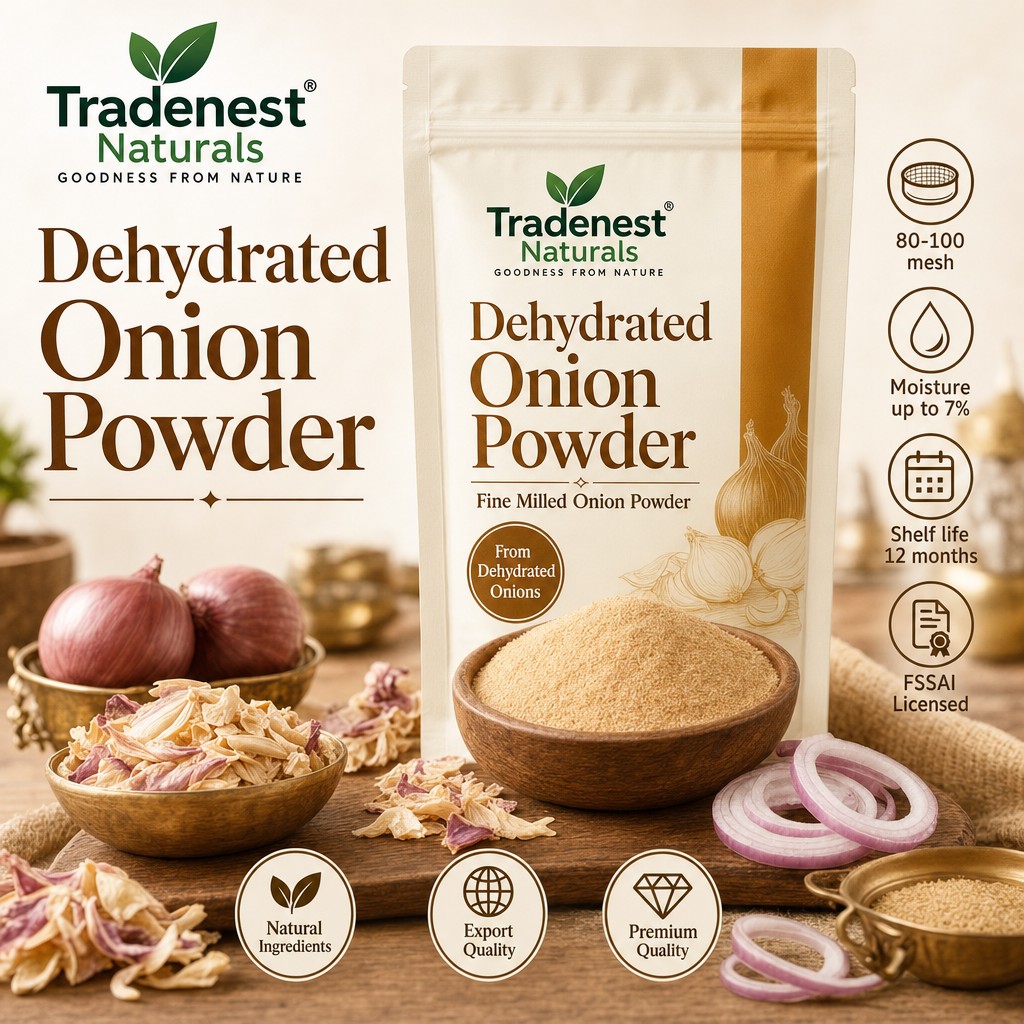 Tradenest®
Naturals
GOODNESS FROM NATURE
Dehydrated
Onion
Powder
Tradenest®
Naturals
GOODNESS FROM NATURE
Dehydrated
Onion
Powder
Fine Milled Onion Powder
From
Dehydrated
Onions
80-100
mesh
Moisture
up to 7%
Shelf life
12 months
FSSAI
Licensed
Natural
Ingredients
Export
Quality
Premium
Quality